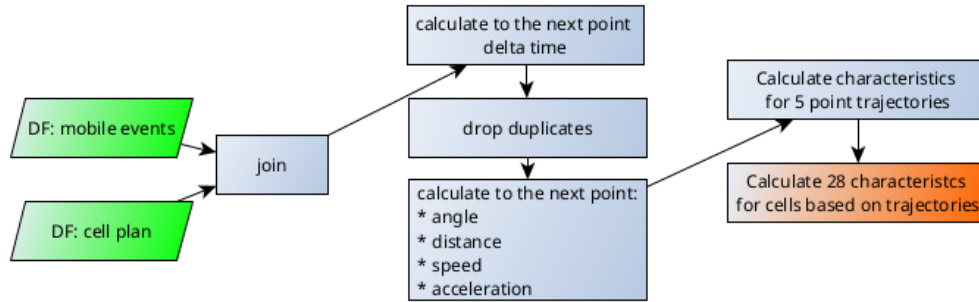 DF: mobile events
DF: cell plan
join
calculate to the next point
delta time
drop duplicates
calculate to the next point:
* angle
* distance
* speed
* acceleration
Calculate characteristics
for 5 point trajectories
Calculate 28 characteristcs
for cells based on trajectories